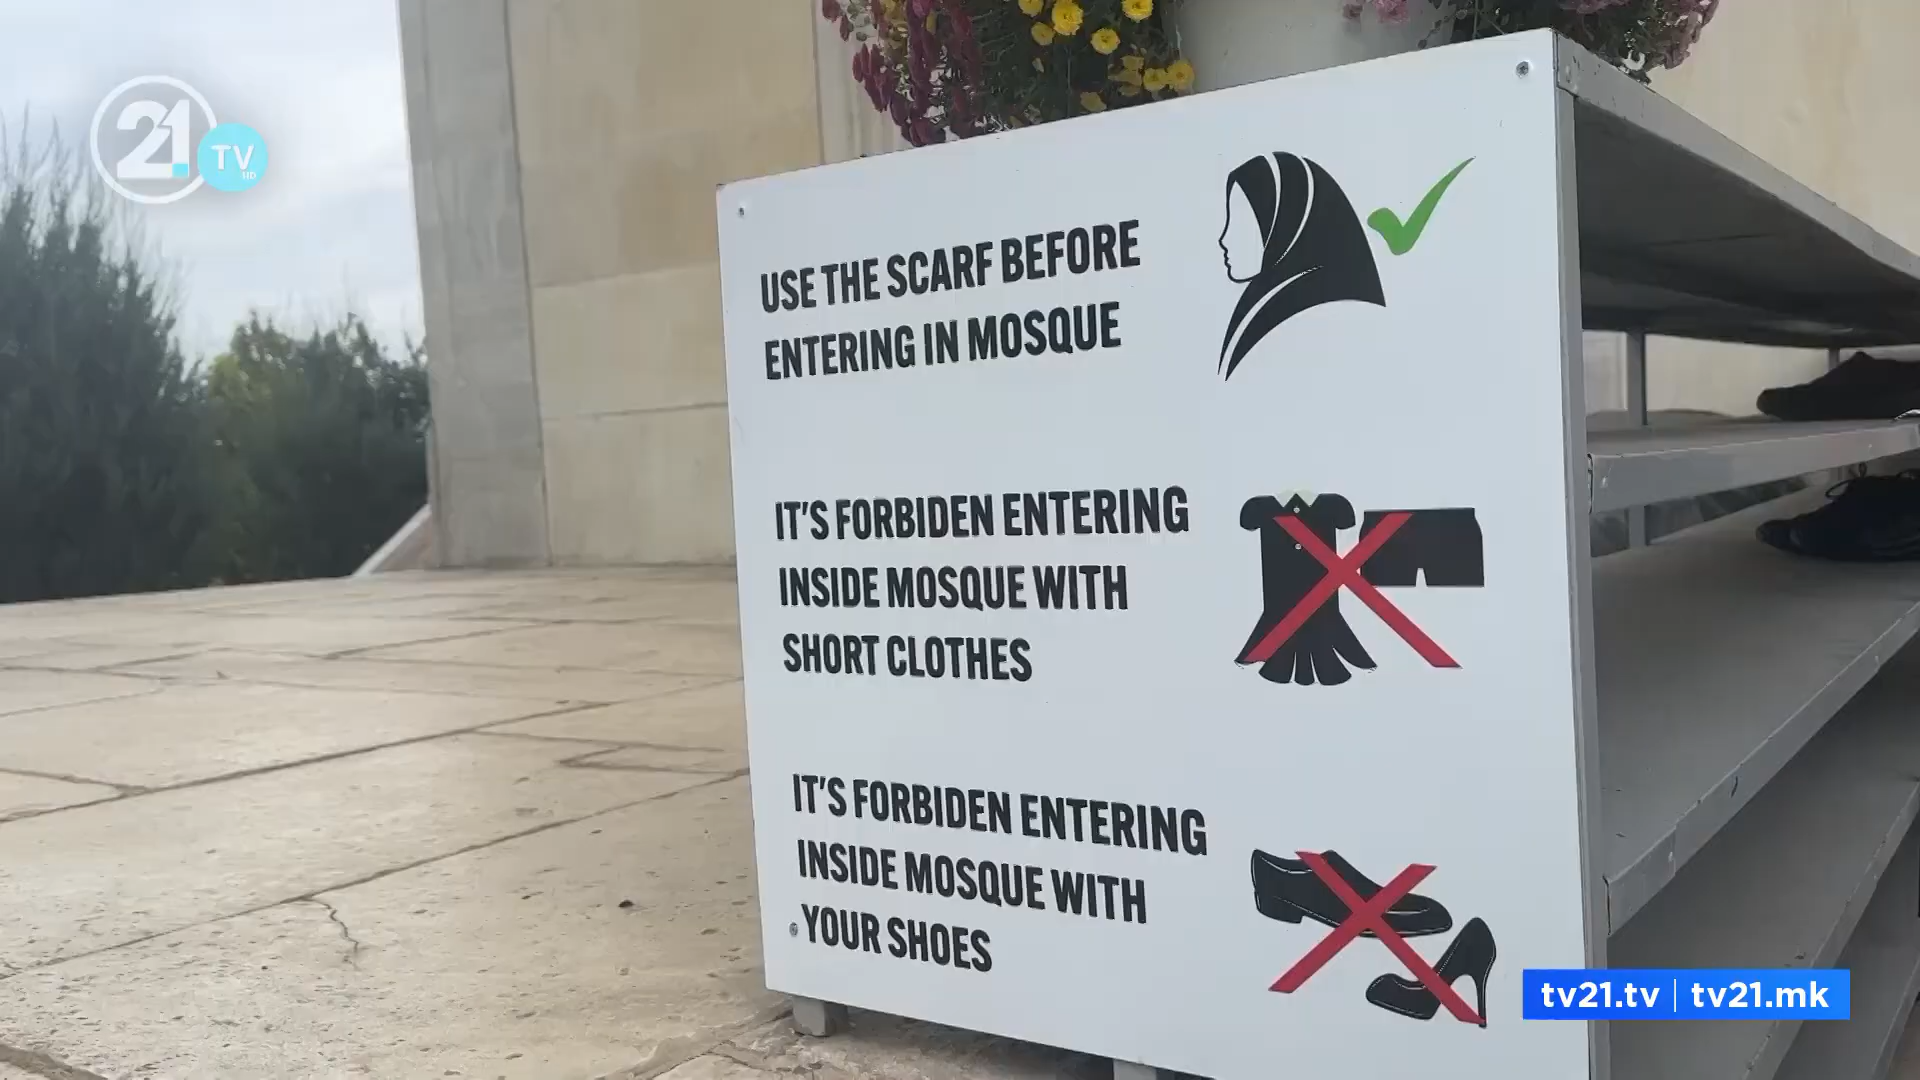 21.
TV
HD
USE THE SCARF BEFORE
ENTERING IN MOSQUE
IT'S FORBIDEN ENTERING
INSIDE MOSQUE WITH
SHORT CLOTHES
IT'S FORBIDEN ENTERING
INSIDE MOSQUE WITH
YOUR SHOES
tv21.tv | tv21.mk